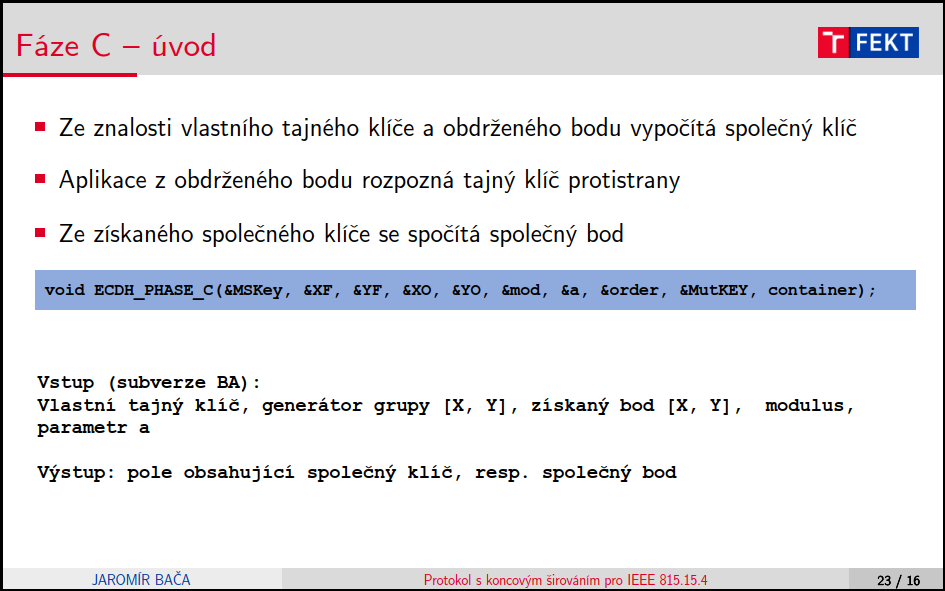 Fáze C – úvod
T FEKT
Ze znalosti vlastního tajného klíče a obdrženého bodu vypočítá společný klíč
Aplikace z obdrženého bodu rozpozná tajný klíč protistrany
Ze získaného společného klíče se spočítá společný bod
void ECDH_PHASE_C(&MSKey, &XF, &YF, &XO, &YO, &mod, &a, &order, &MutKEY, container);
Vstup (subverze BA):
Vlastní tajný klíč, generátor grupy [X, Y], získaný bod [X, Y], modulus,
parametr a
Výstup: pole obsahující společný klíč, resp. společný bod
JAROMÍR BAČA
Protokol s koncovým širováním pro IEEE 815.15.4
23 / 16